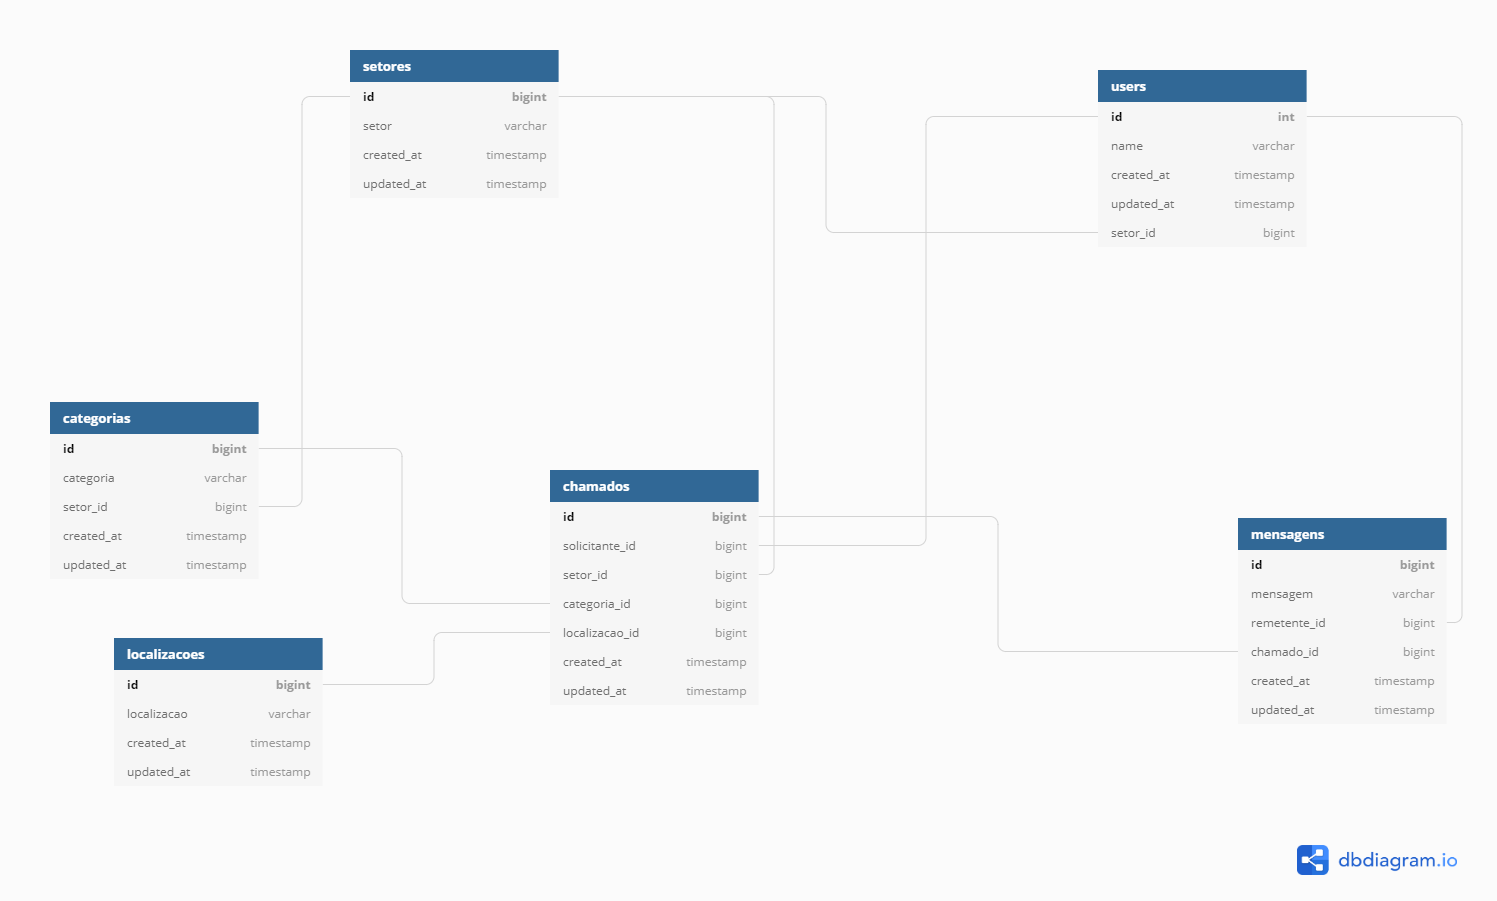 setores
id bigint
setor varchar
created_at timestamp
updated_at timestamp
users
id int
name varchar
created_at timestamp
updated_at timestamp
setor_id bigint
categorias
id bigint
categoria varchar
setor_id bigint
created_at timestamp
updated_at timestamp
chamados
id bigint
solicitante_id bigint
setor_id bigint
categoria_id bigint
localizacao_id bigint
created_at timestamp
updated_at timestamp
mensagens
id bigint
mensagem varchar
remetente_id bigint
chamado_id bigint
created_at timestamp
updated_at timestamp
localizacoes
id bigint
localizacao varchar
created_at timestamp
updated_at timestamp
dbdiagram.io